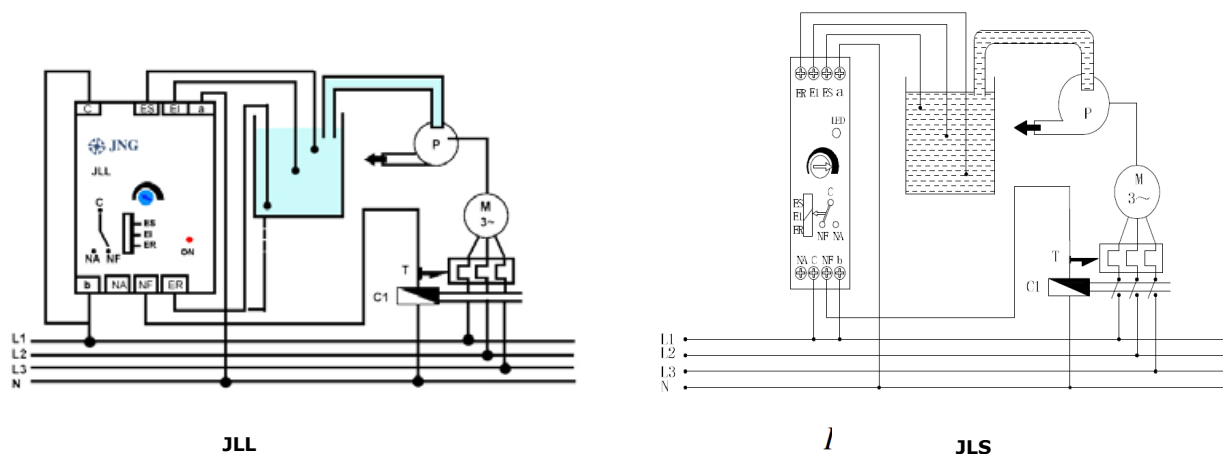 C ES EI a
JNG
JLL
C
ES
EI
ER
NA NF
ON
b NA NF ER
P
M
3~
T
C1
L1
L2
L3
N
JLL
ER EI ES a
LED
C
ES
EI
ER
NF NA
NA C NF b
P
M
3~
T
C1
L1
L2
L3
N
JLS